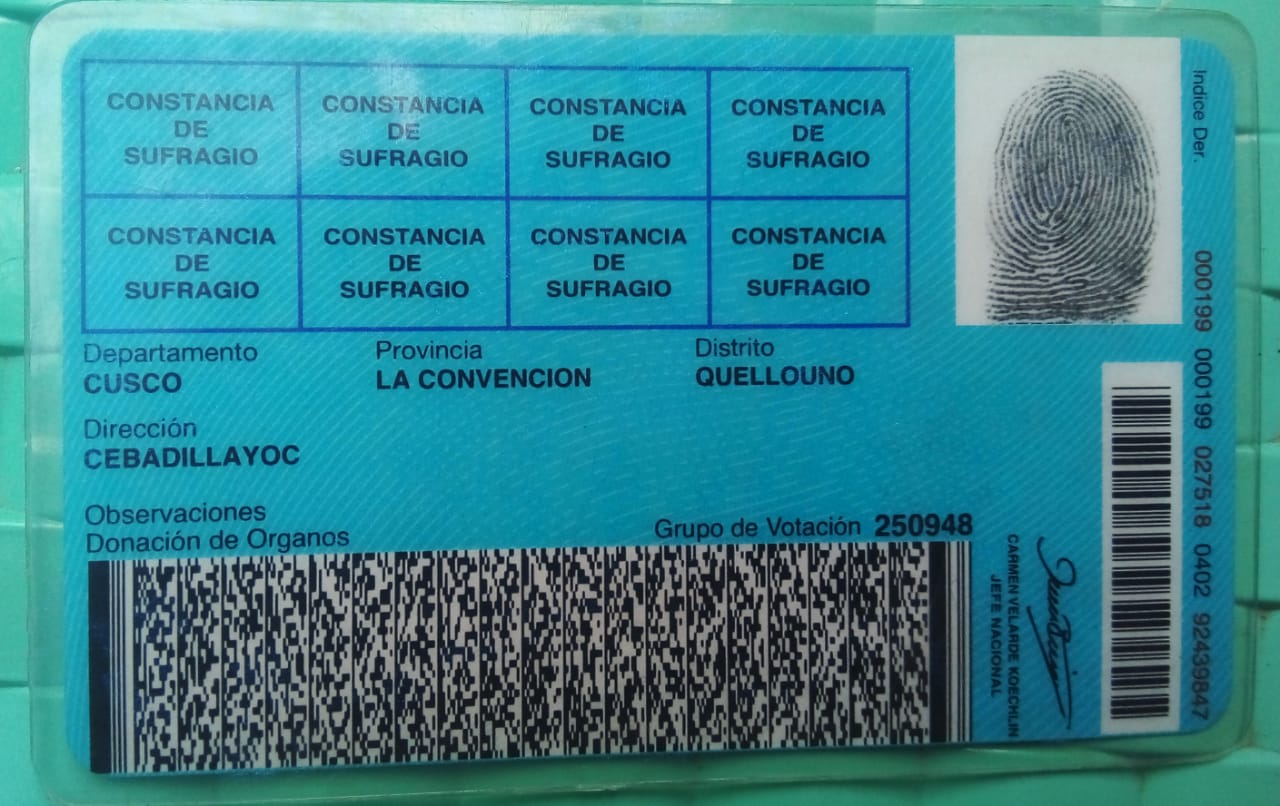 CONSTANCIA
DE
SUFRAGIO
CONSTANCIA
DE
SUFRAGIO
CONSTANCIA
DE
SUFRAGIO
CONSTANCIA
DE
SUFRAGIO
CONSTANCIA
DE
SUFRAGIO
CONSTANCIA
DE
SUFRAGIO
CONSTANCIA
DE
SUFRAGIO
CONSTANCIA
DE
SUFRAGIO
Departamento
CUSCO
Provincia
LA CONVENCION
Distrito
QUELLOUNO
Dirección
CEBADILLAYOC
Observaciones
Donación de Organos
Grupo de Votación 250948
CARMEN VELARDE KOECHLIN
JEFE NACIONAL
Indice Der.
000199 000199 027518 0402 92439847